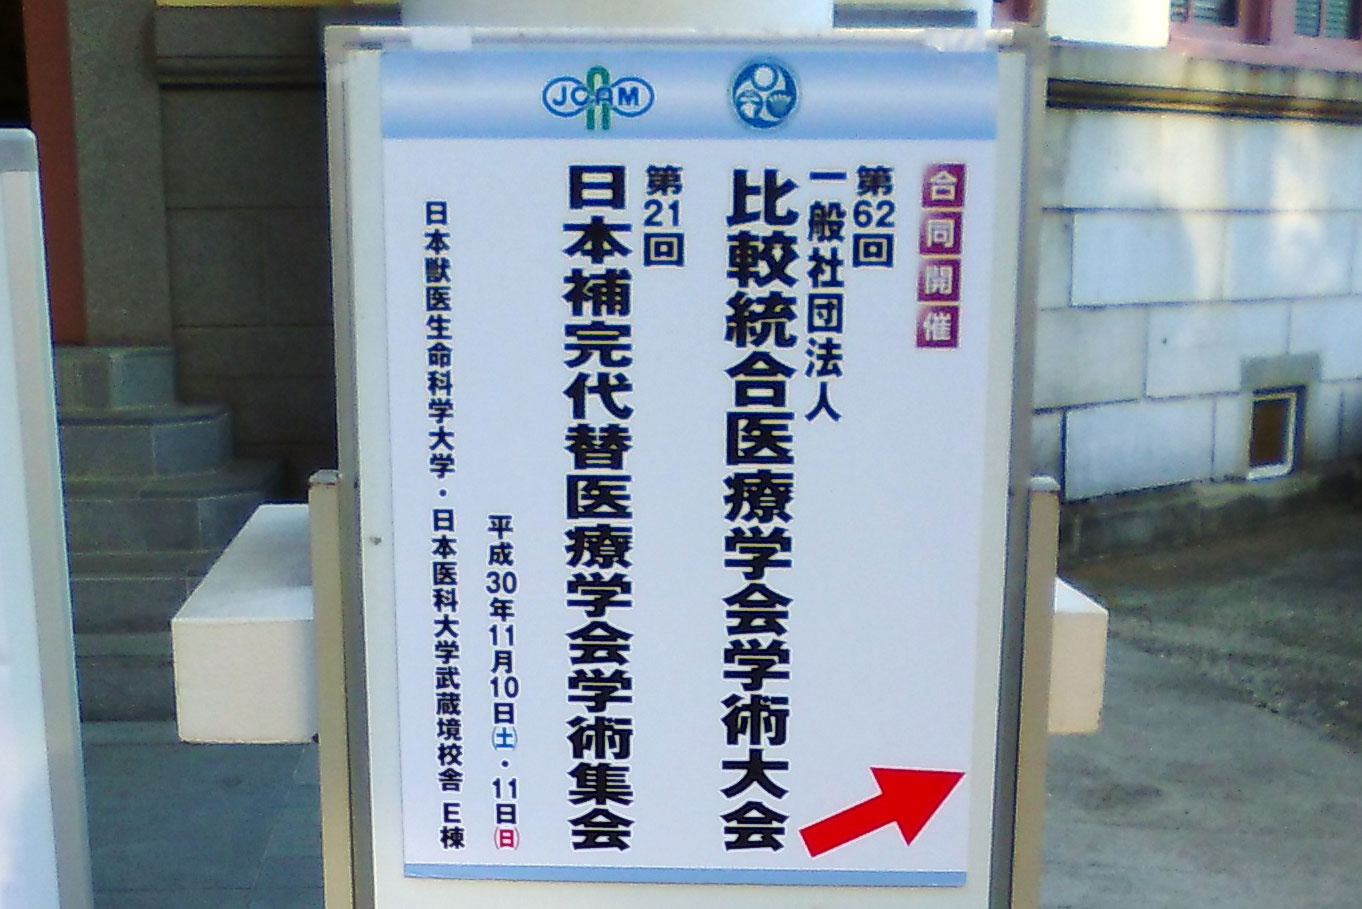 JCAM
合同開催
第62回
一般社団法人
比較統合医療学会学術大会
第21回
日本補完代替医療学会学術集会
平成30年11月10日(土)・11日(日)
日本獣医生命科学大学・日本医科大学武蔵境校舎 E棟